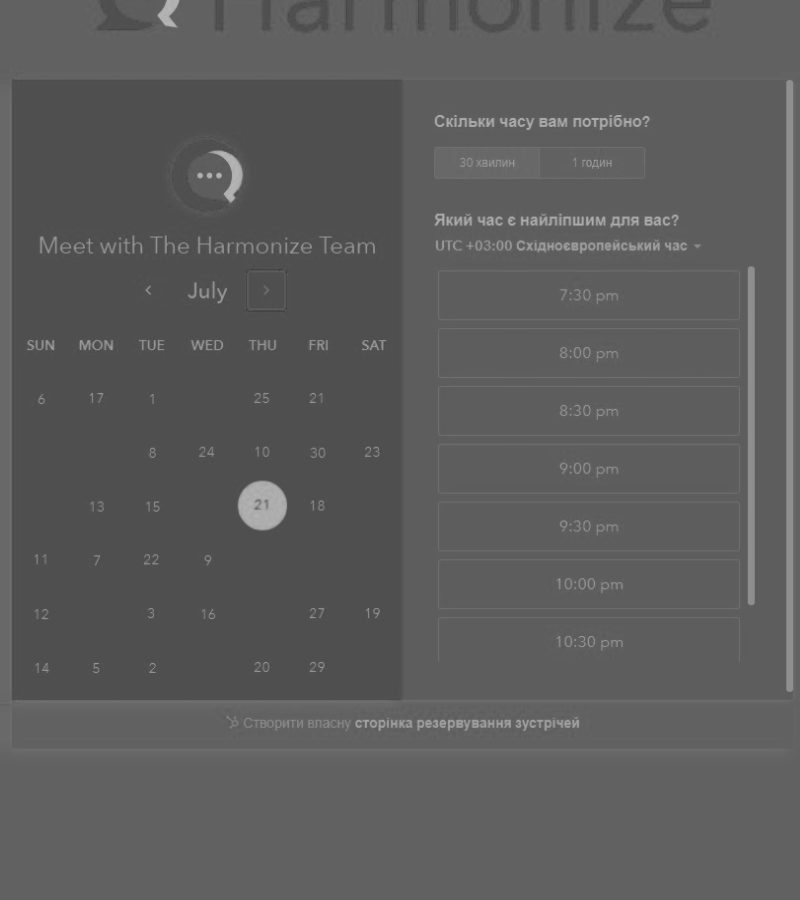 Harmonize
Meet with The Harmonize Team
July
SUN MON TUE WED THU FRI SAT
6 17 1 25 21
8 24 10 30 23
13 15 21 18
11 7 22 9
12 3 16 27 19
14 5 2 20 29
Скільки часу вам потрібно?
30 хвилин 1 годин
Який час є найліпшим для вас?
UTC +03:00 Східноєвропейський час
7:30 pm
8:00 pm
8:30 pm
9:00 pm
9:30 pm
10:00 pm
10:30 pm
Створити власну сторінка резервування зустрічей